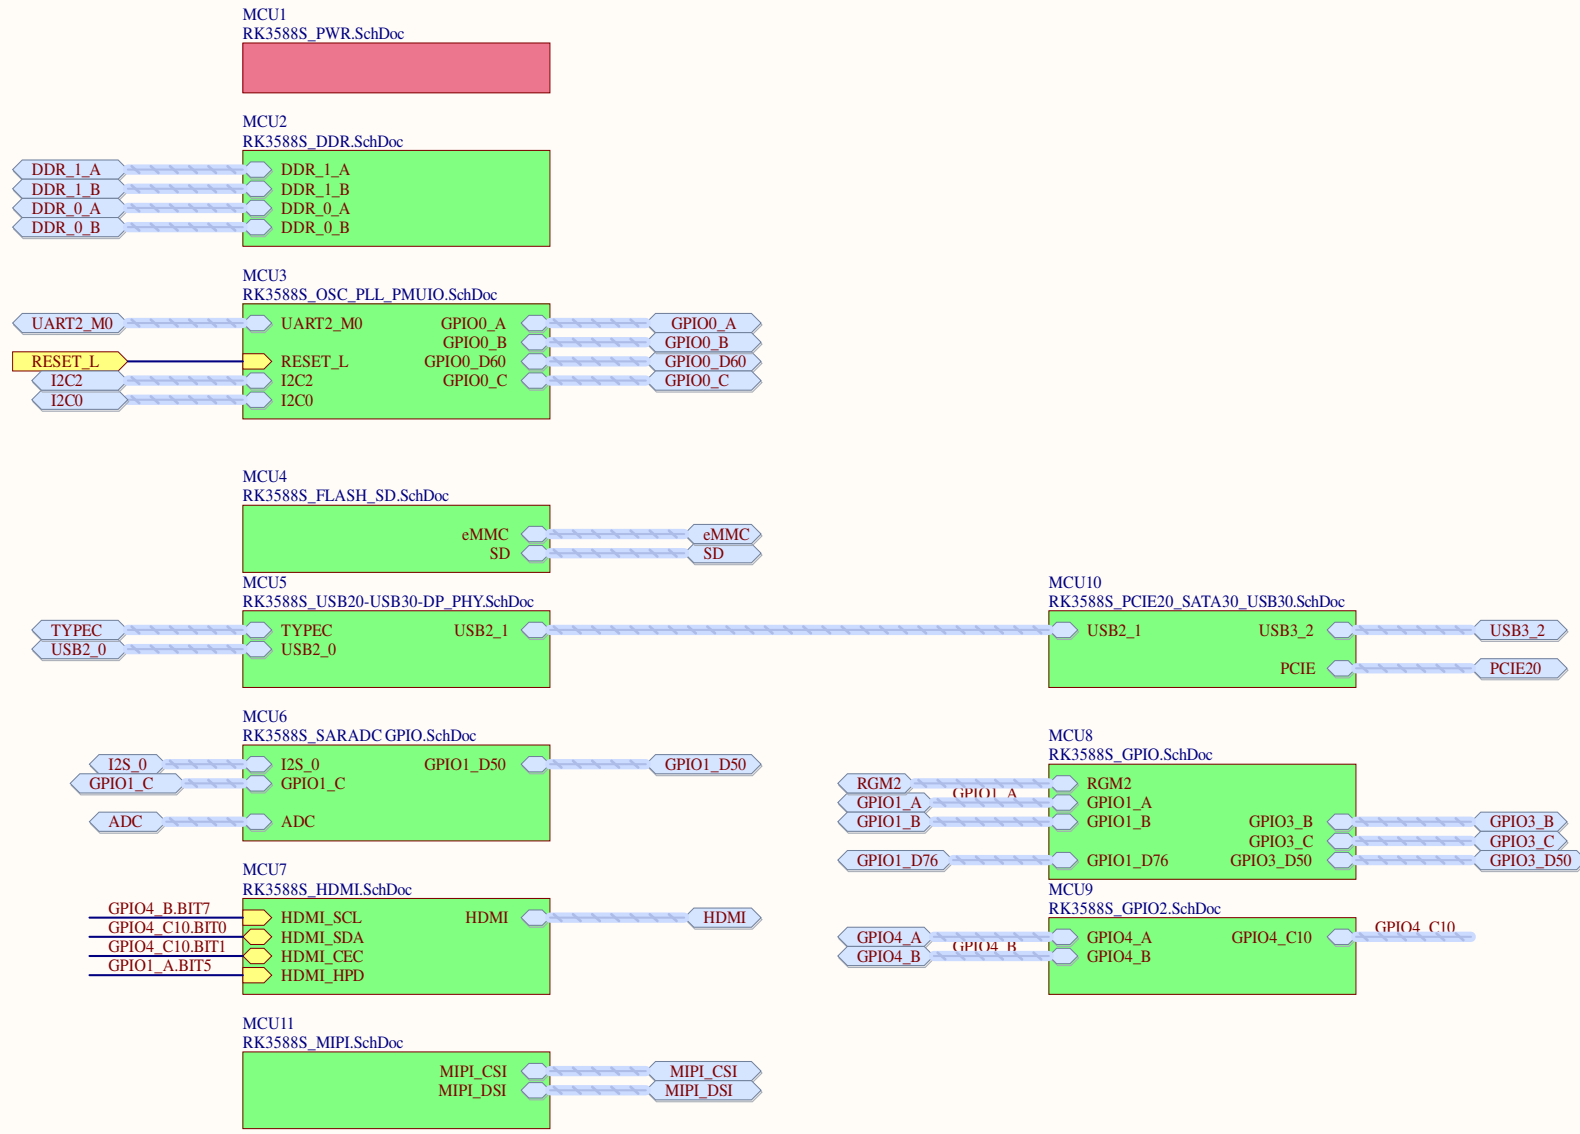 MCU1
RK3588S_PWR.SchDoc
MCU2
RK3588S_DDR.SchDoc
DDR_1_A DDR_1_A
DDR_1_B DDR_1_B
DDR_0_A DDR_0_A
DDR_0_B DDR_0_B
MCU3
RK3588S_OSC_PLL_PMUIO.SchDoc
UART2_M0 UART2_M0 GPIO0_A GPIO0_A
GPIO0_B GPIO0_B
RESET_L RESET_L GPIO0_D60 GPIO0_D60
I2C2 I2C2 GPIO0_C GPIO0_C
I2C0 I2C0
MCU4
RK3588S_FLASH_SD.SchDoc
eMMC eMMC
SD SD
MCU5
RK3588S_USB20-USB30-DP_PHY.SchDoc
TYPEC TYPEC USB2_1
USB2_0 USB2_0
MCU10
RK3588S_PCIE20_SATA30_USB30.SchDoc
USB2_1 USB3_2 USB3_2
PCIE PCIE20
MCU6
RK3588S_SARADC GPIO.SchDoc
I2S_0 I2S_0 GPIO1_D50 GPIO1_D50
GPIO1_C GPIO1_C
ADC ADC
MCU8
RK3588S_GPIO.SchDoc
RGM2 RGM2
GPIO1_A GPIO1_A GPIO1_A
GPIO1_B GPIO1_B GPIO3_B GPIO3_B
GPIO3_C GPIO3_C
GPIO1_D76 GPIO1_D76 GPIO3_D50 GPIO3_D50
MCU7
RK3588S_HDMI.SchDoc
GPIO4_B.BIT7 HDMI_SCL HDMI HDMI
GPIO4_C10.BIT0 HDMI_SDA
GPIO4_C10.BIT1 HDMI_CEC
GPIO1_A.BIT5 HDMI_HPD
MCU9
RK3588S_GPIO2.SchDoc
GPIO4_A GPIO4_A GPIO4_C10 GPIO4_C10
GPIO4_B GPIO4_B GPIO4_B
MCU11
RK3588S_MIPI.SchDoc
MIPI_CSI MIPI_CSI
MIPI_DSI MIPI_DSI